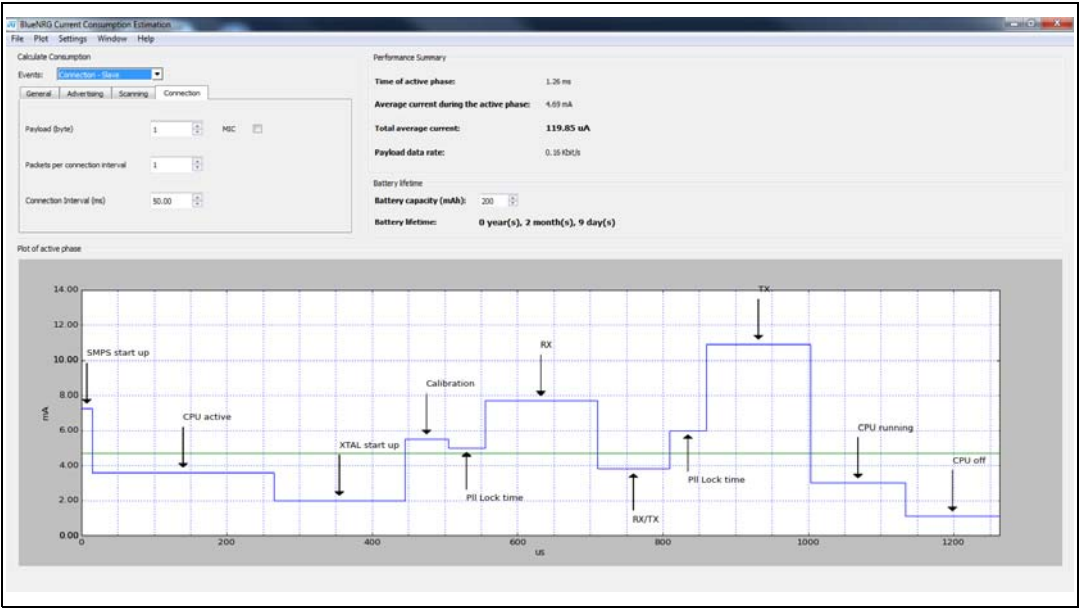 BlueNRG Current Consumption Estimation
File Plot Settings Window Help
Calculate Consumption
Events: Connection - Slave
General Advertising Scanning Connection
Payload (byte) 1 MIC
Packets per connection interval 1
Connection Interval (ms) 50.00
Performance Summary
Time of active phase: 1.26 ms
Average current during the active phase: 4.69 mA
Total average current: 119.85 uA
Payload data rate: 0.16 Kbit/s
Battery lifetime
Battery capacity (mAh): 200
Battery lifetime: 0 year(s), 2 month(s), 9 day(s)
Plot of active phase
14.00
12.00
10.00
8.00
6.00
4.00
2.00
0.00
mA
SMPS start up
CPU active
XTAL start up
Calibration
Pll Lock time
RX
RX/TX
Pll Lock time
TX
CPU running
CPU off
0 200 400 600 800 1000 1200
us